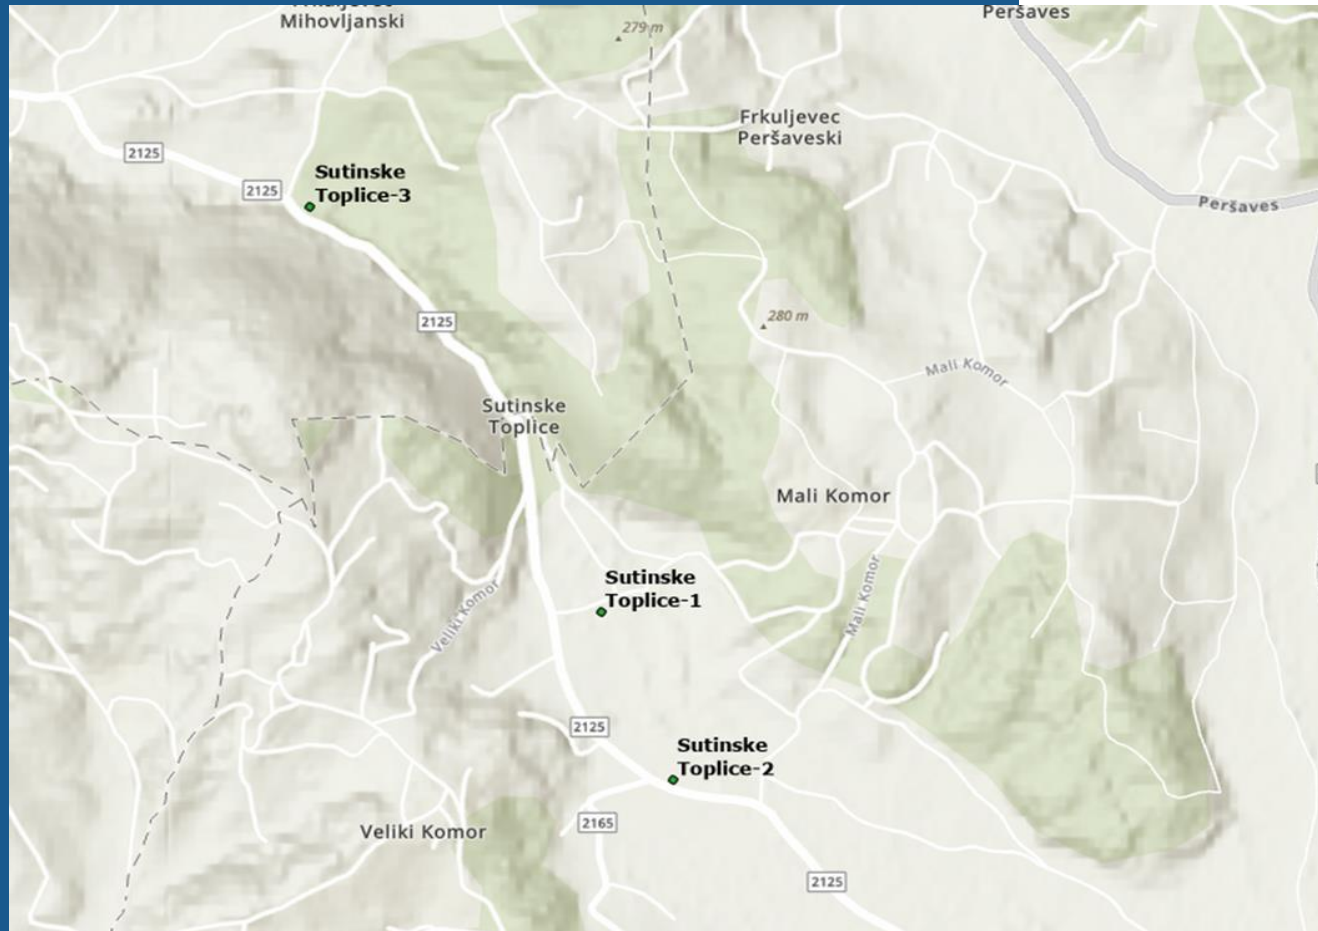 Mihovljanski
279 m
Peršaves
Frkuljevec
Peršaveski
2125
Sutinske
Toplice-3
2125
Peršaves
2125
280 m
Mali Komor
Sutinske
Toplice
Mali Komor
Sutinske
Toplice-1
Mali Komor
Veliki Komor
2125
Sutinske
Toplice-2
2165
Veliki Komor
2125